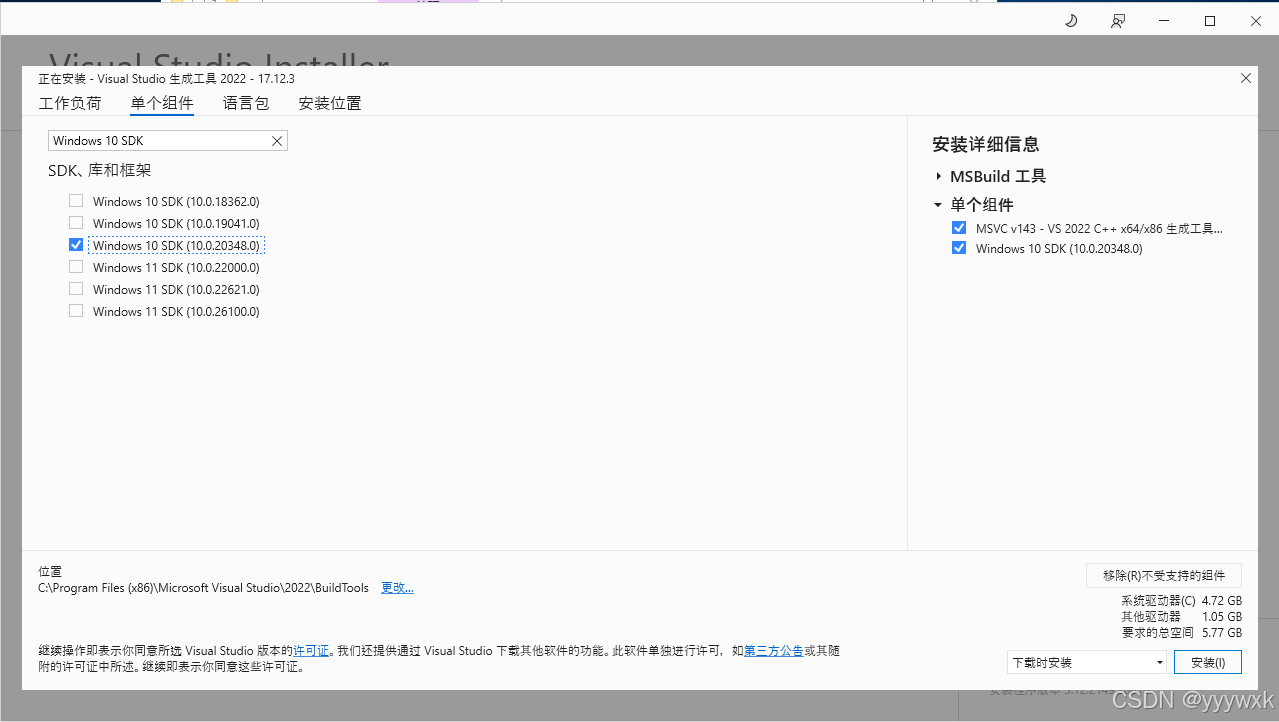 Visual Studio Installer
正在安装 - Visual Studio 生成工具 2022 - 17.12.3
工作负荷 单个组件 语言包 安装位置
Windows 10 SDK
SDK、库和框架
Windows 10 SDK (10.0.18362.0)
Windows 10 SDK (10.0.19041.0)
Windows 10 SDK (10.0.20348.0)
Windows 11 SDK (10.0.22000.0)
Windows 11 SDK (10.0.22621.0)
Windows 11 SDK (10.0.26100.0)
安装详细信息
MSBuild 工具
单个组件
MSVC v143 - VS 2022 C++ x64/x86 生成工具...
Windows 10 SDK (10.0.20348.0)
位置
C:\Program Files (x86)\Microsoft Visual Studio\2022\BuildTools 更改...
移除(R)不受支持的组件
系统驱动器(C) 4.72 GB
其他驱动器 1.05 GB
要求的总空间 5.77 GB
继续操作即表示你同意所选 Visual Studio 版本的许可证。我们还提供通过 Visual Studio 下载其他软件的功能。此软件单独进行许可，如第三方公告或其随
附的许可证中所述。继续即表示你同意这些许可证。
下载时安装
安装(I)
CSDN @yyywxk